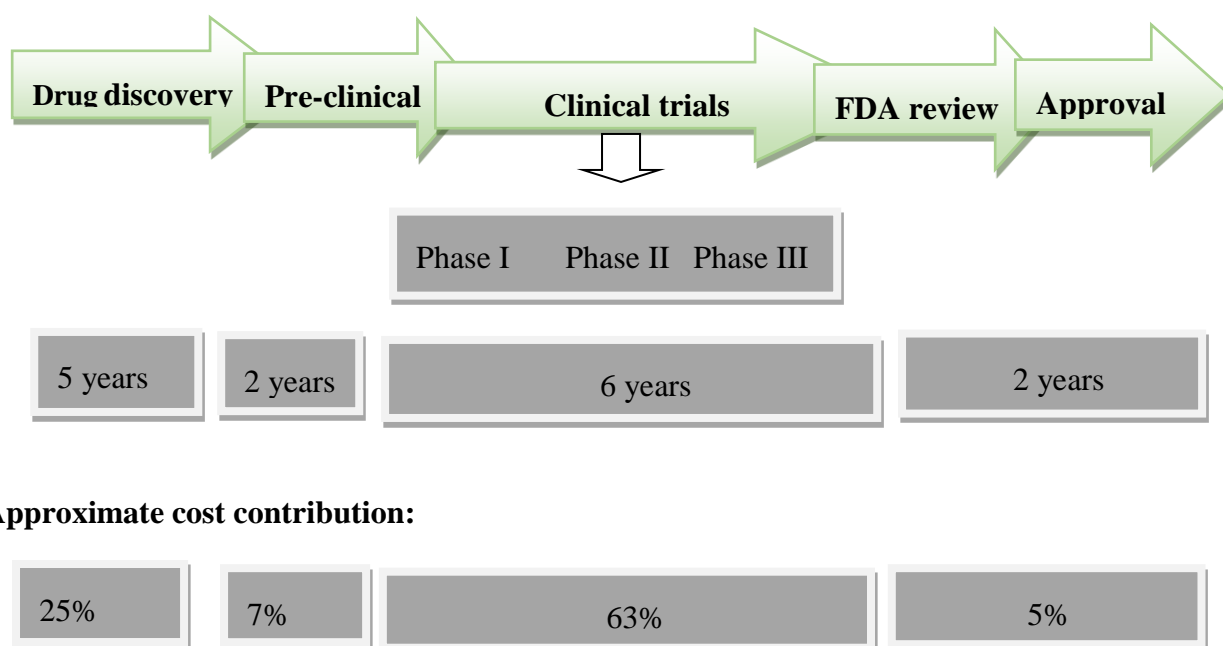 Drug discovery Pre-clinical Clinical trials FDA review Approval
Phase I Phase II Phase III
5 years 2 years 6 years 2 years
Approximate cost contribution:
25% 7% 63% 5%